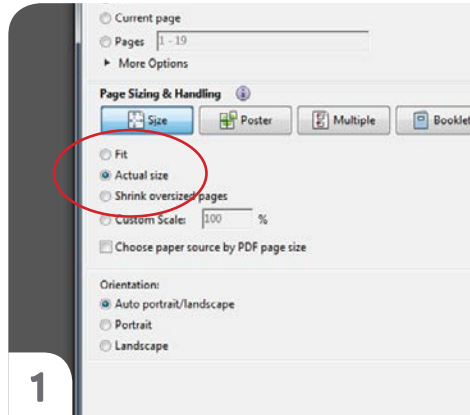 Current page
Pages 1 - 19
More Options
Page Sizing & Handling
Size Poster Multiple Booklet
Fit
Actual size
Shrink oversized pages
Custom Scale: 100 %
Choose paper source by PDF page size
Orientation:
Auto portrait/landscape
Portrait
Landscape
1